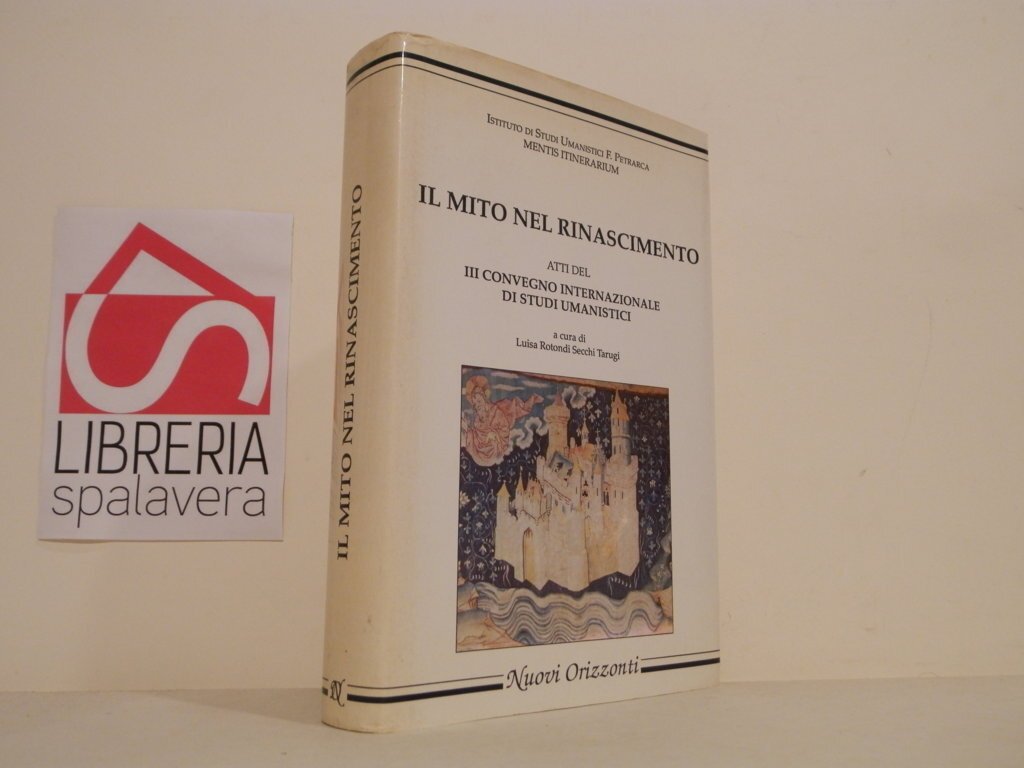 LIBRERIA
spalavera
IL MITO NEL RINASCIMENTO
ISTITUTO DI STUDI UMANISTICI F. PETRARCA
MENTIS ITINERARIUM
IL MITO NEL RINASCIMENTO
ATTI DEL
III CONVEGNO INTERNAZIONALE
DI STUDI UMANISTICI
a cura di
Luisa Rotondi Secchi Tarugi
Nuovi Orizzonti